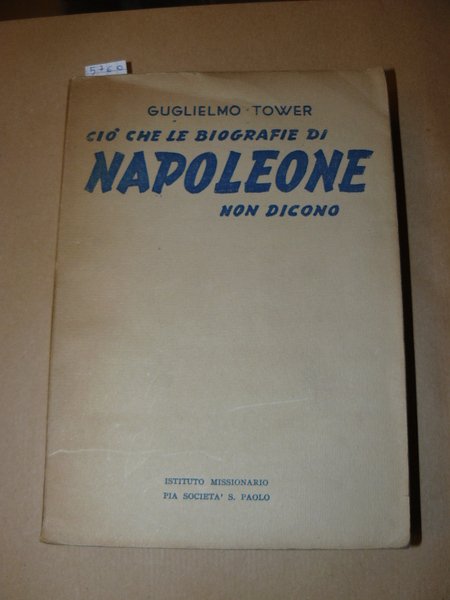 5760
GUGLIELMO TOWER
CIÒ CHE LE BIOGRAFIE DI
NAPOLEONE
NON DICONO
ISTITUTO MISSIONARIO
PIA SOCIETA' S. PAOLO